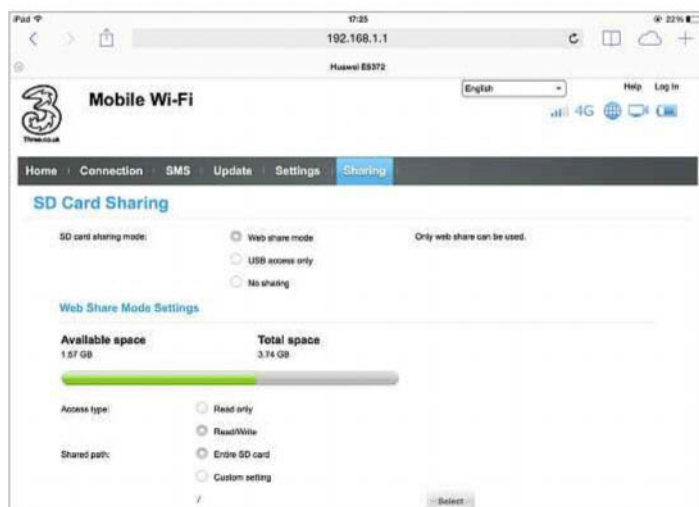 iPad 17:25 22%
192.168.1.1
Huawei E5372
English Help Log In
Mobile Wi-Fi
4G
Three.co.uk
Home Connection SMS Update Settings Sharing
SD Card Sharing
SD card sharing mode: Web share mode Only web share can be used.
USB access only
No sharing
Web Share Mode Settings
Available space Total space
1.67 GB 3.74 GB
Access type: Read only
Read/Write
Shared path: Entire SD card
Custom setting
/ Select